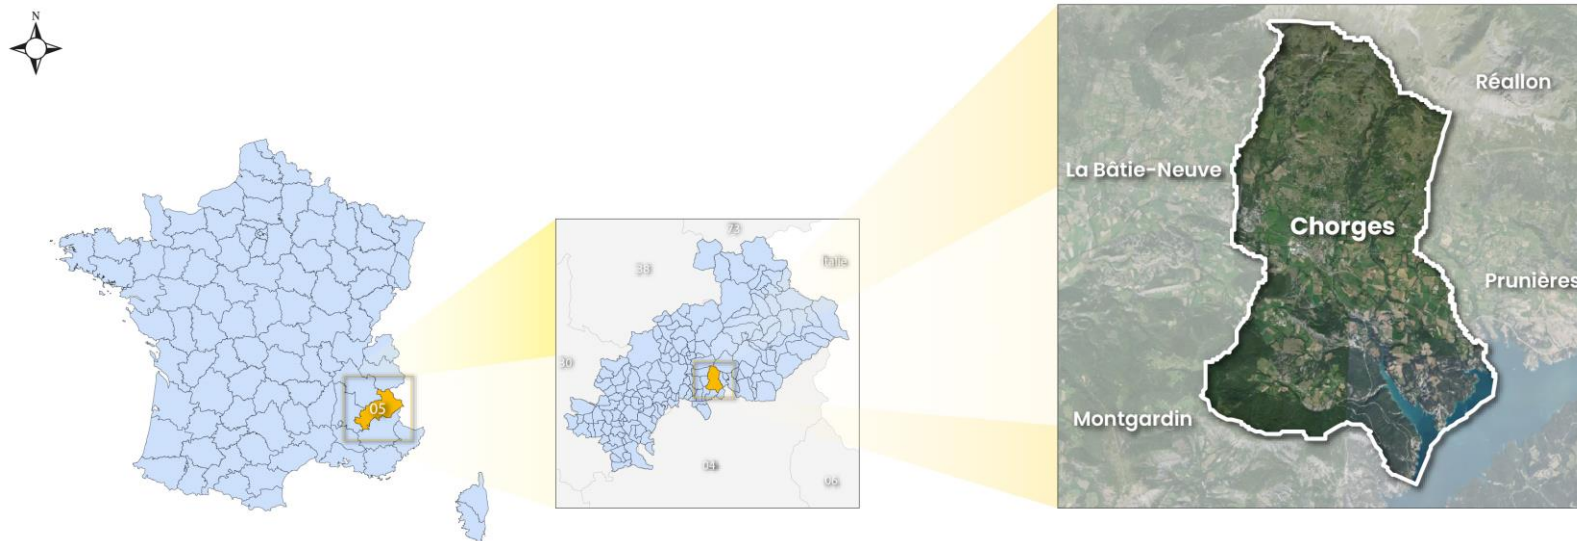 N
05
73
Italie
38
30
04
06
Réallon
La Bâtie-Neuve
Chorges
Prunières
Montgardin